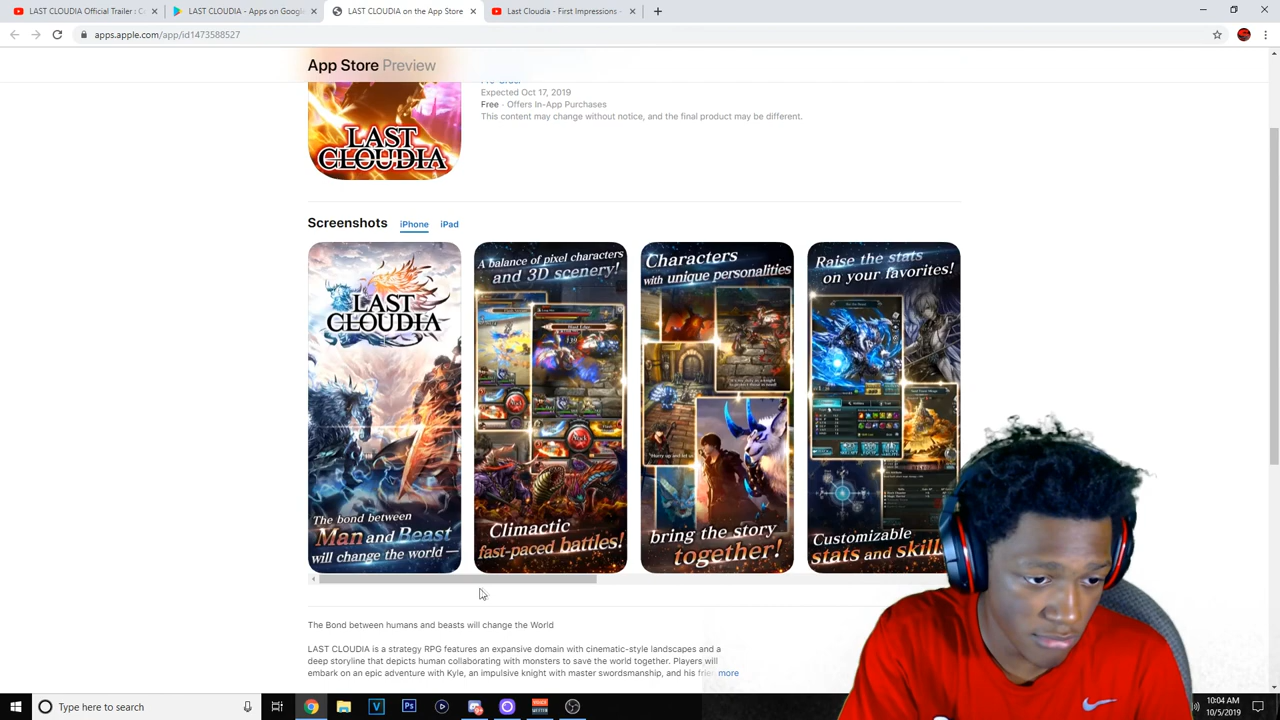 LAST CLOUDIA Official Trailer : C
LAST CLOUDIA - Apps on Google
LAST CLOUDIA on the App Store
Last Cloudia - First Impressions -
apps.apple.com/app/id1473588527
App Store Preview
Pre-Order
Expected Oct 17, 2019
Free · Offers In-App Purchases
This content may change without notice, and the final product may be different.
LAST
CLOUDIA
Screenshots iPhone iPad
LAST
CLOUDIA
The bond between
Man and Beast
will change the world —
A balance of pixel characters
and 3D scenery!
Climactic
fast-paced battles!
Characters
with unique personalities
bring the story
together!
Raise the stats
on your favorites!
Customizable
stats and skill
The Bond between humans and beasts will change the World
LAST CLOUDIA is a strategy RPG features an expansive domain with cinematic-style landscapes and a
deep storyline that depicts human collaborating with monsters to save the world together. Players will
embark on an epic adventure with Kyle, an impulsive knight with master swordsmanship, and his frie more
Type here to search
10:04 AM
10/5/2019